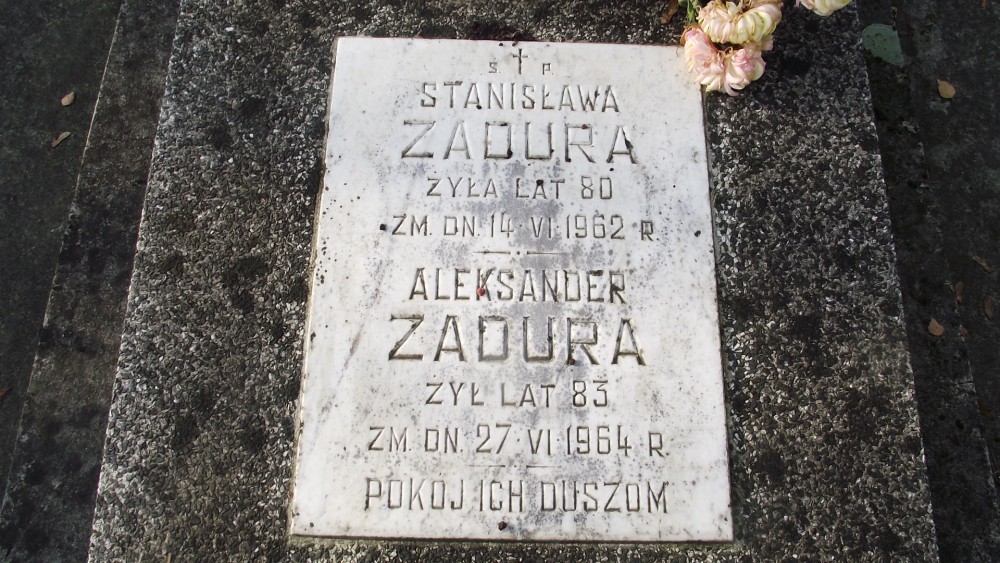 Ś. † P.
STANISŁAWA
ZADURA
ŻYŁA LAT 80
ZM. DN. 14 VI 1962 R.
ALEKSANDER
ZADURA
ŻYŁ LAT 83
ZM. DN. 27 VI 1964 R
POKÓJ ICH DUSZOM